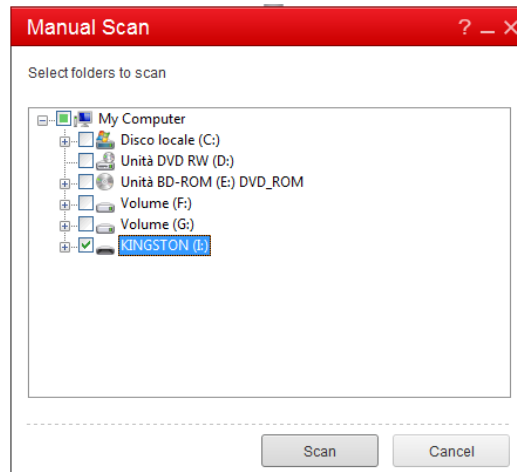 Manual Scan
Select folders to scan
My Computer
Disco locale (C:)
Unità DVD RW (D:)
Unità BD-ROM (E:) DVD_ROM
Volume (F:)
Volume (G:)
KINGSTON (I:)
Scan Cancel